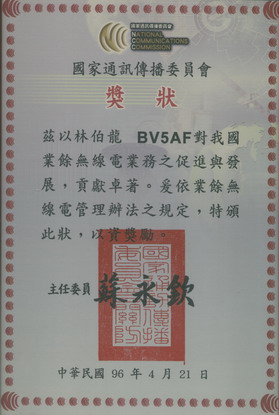 國家通訊傳播委員會
NATIONAL
COMMUNICATIONS
COMMISSION
國家通訊傳播委員會
獎狀
茲以林伯龍 BV5AF對我國
業餘無線電業務之促進與發
展，貢獻卓著。爰依業餘無
線電管理辦法之規定，特頒
此狀，以資獎勵。
主任委員 蘇永欽
中華民國 96 年 4 月 21 日